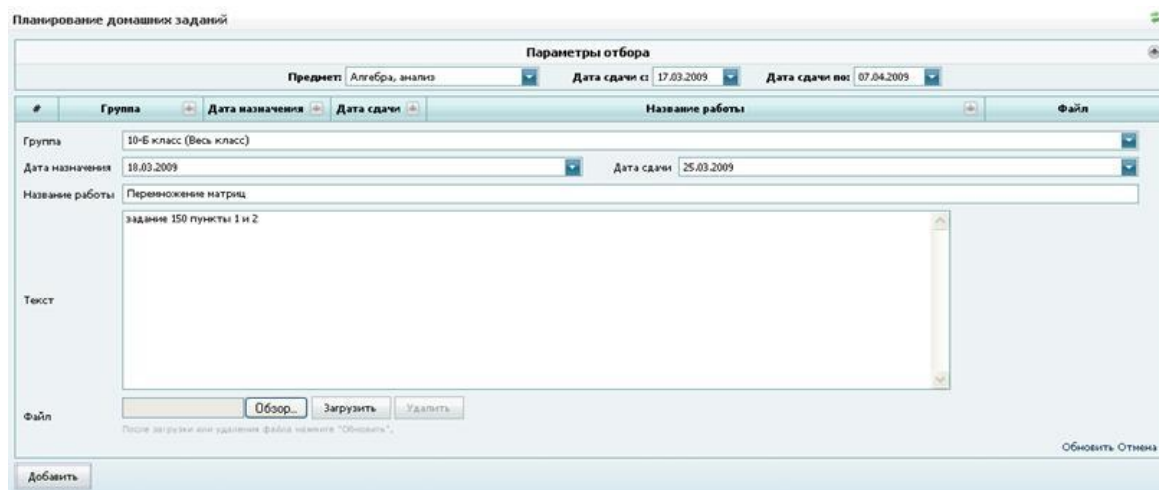 Планирование домашних заданий
Параметры отбора
Предмет: Алгебра, анализ Дата сдачи с: 17.03.2009 Дата сдачи по: 07.04.2009
# Группа Дата назначения Дата сдачи Название работы Файл
Группа 10-Б класс (Весь класс)
Дата назначения 18.03.2009 Дата сдачи 25.03.2009
Название работы Перемножение матриц
задание 150 пункты 1 и 2
Текст
Файл Обзор... Загрузить Удалить
После загрузки или удаления файла нажмите "Обновить".
Обновить Отмена
Добавить